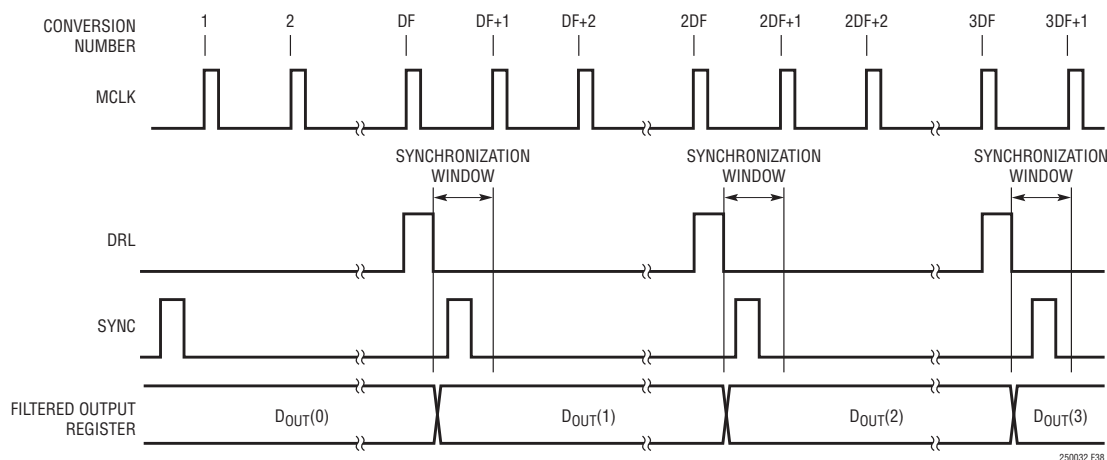 CONVERSION
NUMBER
1 2 DF DF+1 DF+2 2DF 2DF+1 2DF+2 3DF 3DF+1
MCLK
SYNCHRONIZATION
WINDOW
SYNCHRONIZATION
WINDOW
SYNCHRONIZATION
WINDOW
DRL
SYNC
FILTERED OUTPUT
REGISTER
DOUT(0) DOUT(1) DOUT(2) DOUT(3)
250032 F38